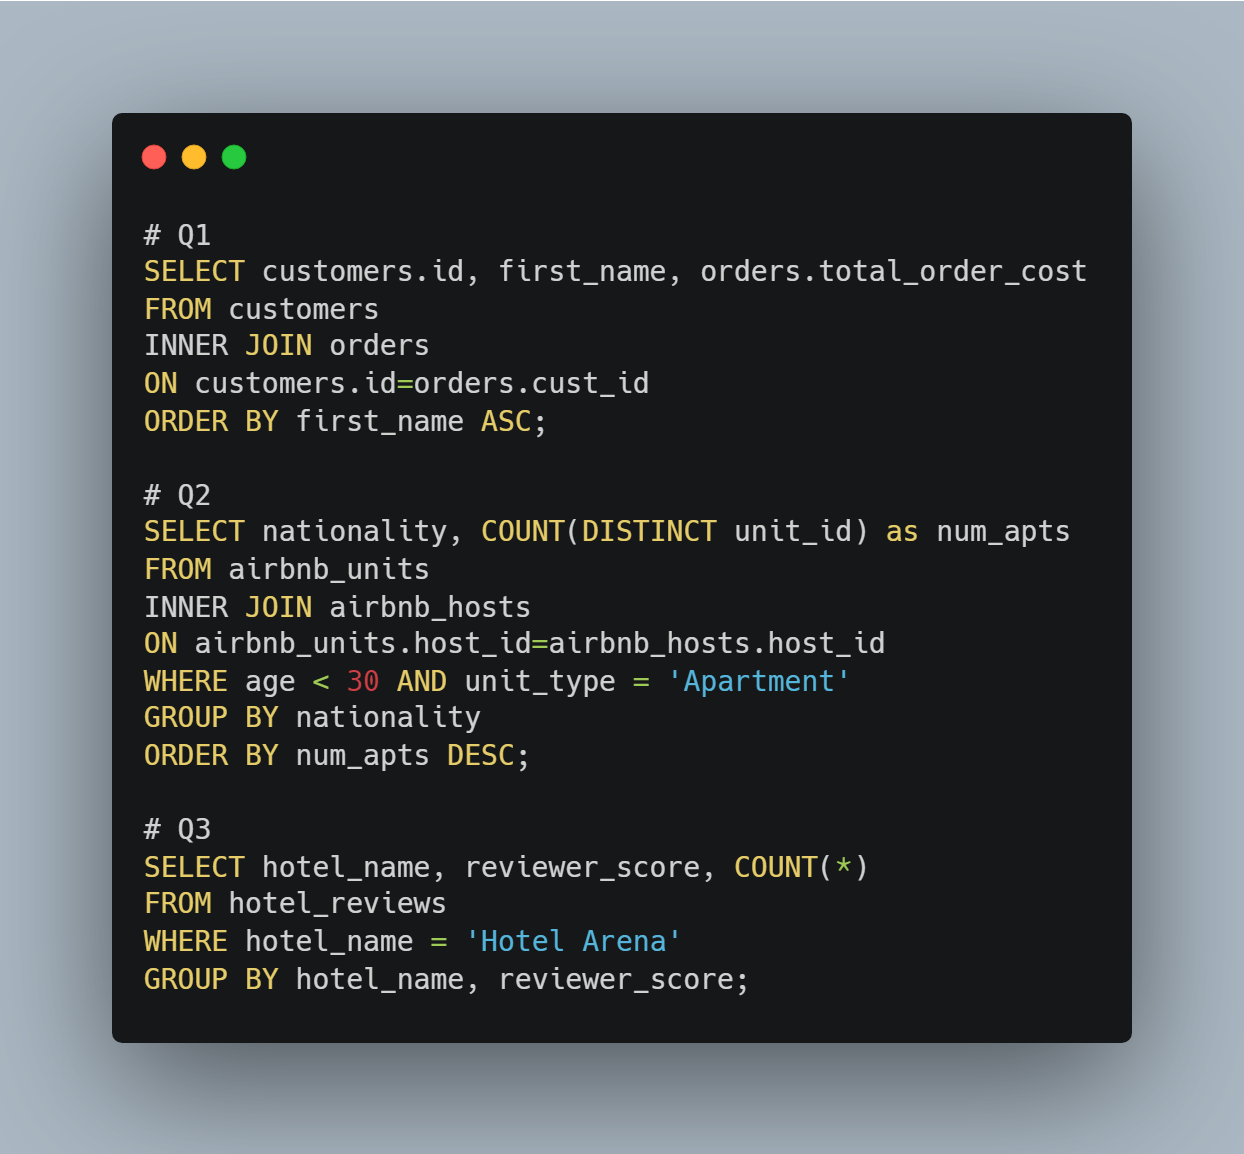 # Q1
SELECT customers.id, first_name, orders.total_order_cost
FROM customers
INNER JOIN orders
ON customers.id=orders.cust_id
ORDER BY first_name ASC;

# Q2
SELECT nationality, COUNT(DISTINCT unit_id) as num_apts
FROM airbnb_units
INNER JOIN airbnb_hosts
ON airbnb_units.host_id=airbnb_hosts.host_id
WHERE age < 30 AND unit_type = 'Apartment'
GROUP BY nationality
ORDER BY num_apts DESC;

# Q3
SELECT hotel_name, reviewer_score, COUNT(*)
FROM hotel_reviews
WHERE hotel_name = 'Hotel Arena'
GROUP BY hotel_name, reviewer_score;